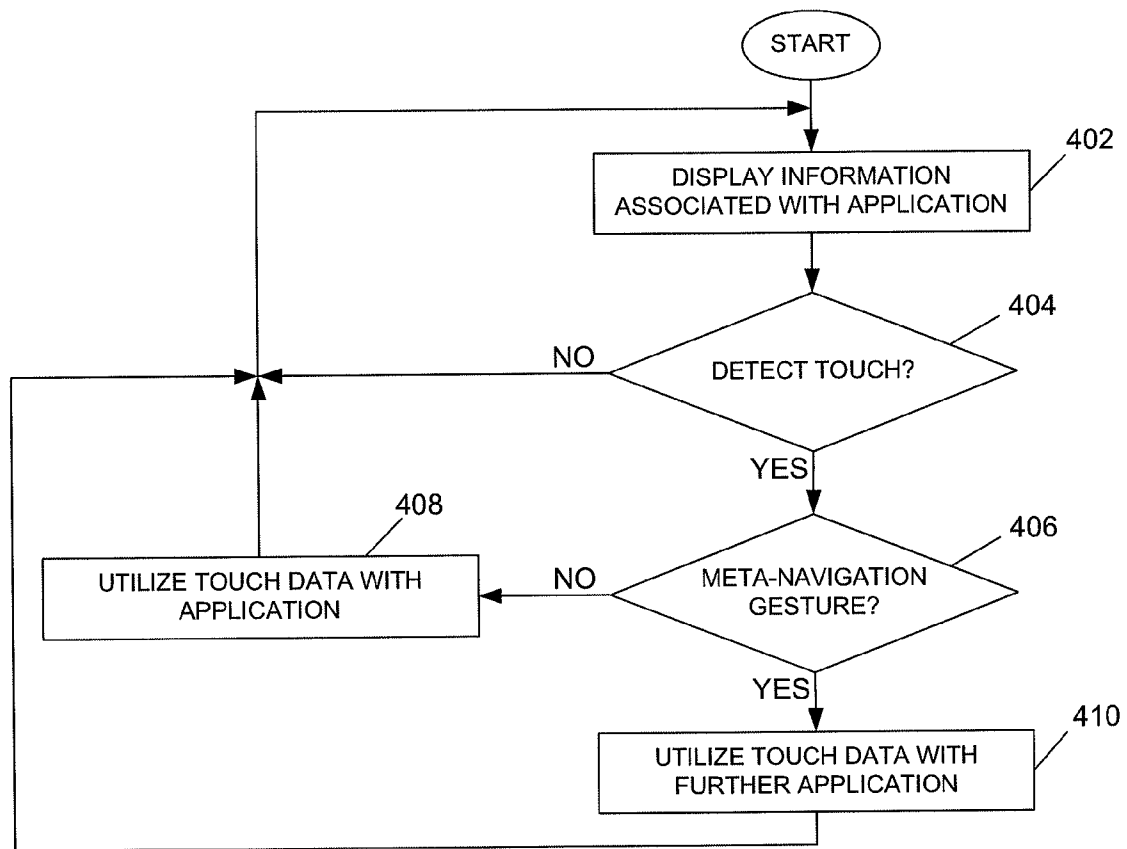 START
402
DISPLAY INFORMATION
ASSOCIATED WITH APPLICATION
404
NO
DETECT TOUCH?
YES
408
406
UTILIZE TOUCH DATA WITH
APPLICATION
NO
META-NAVIGATION
GESTURE?
YES
410
UTILIZE TOUCH DATA WITH
FURTHER APPLICATION